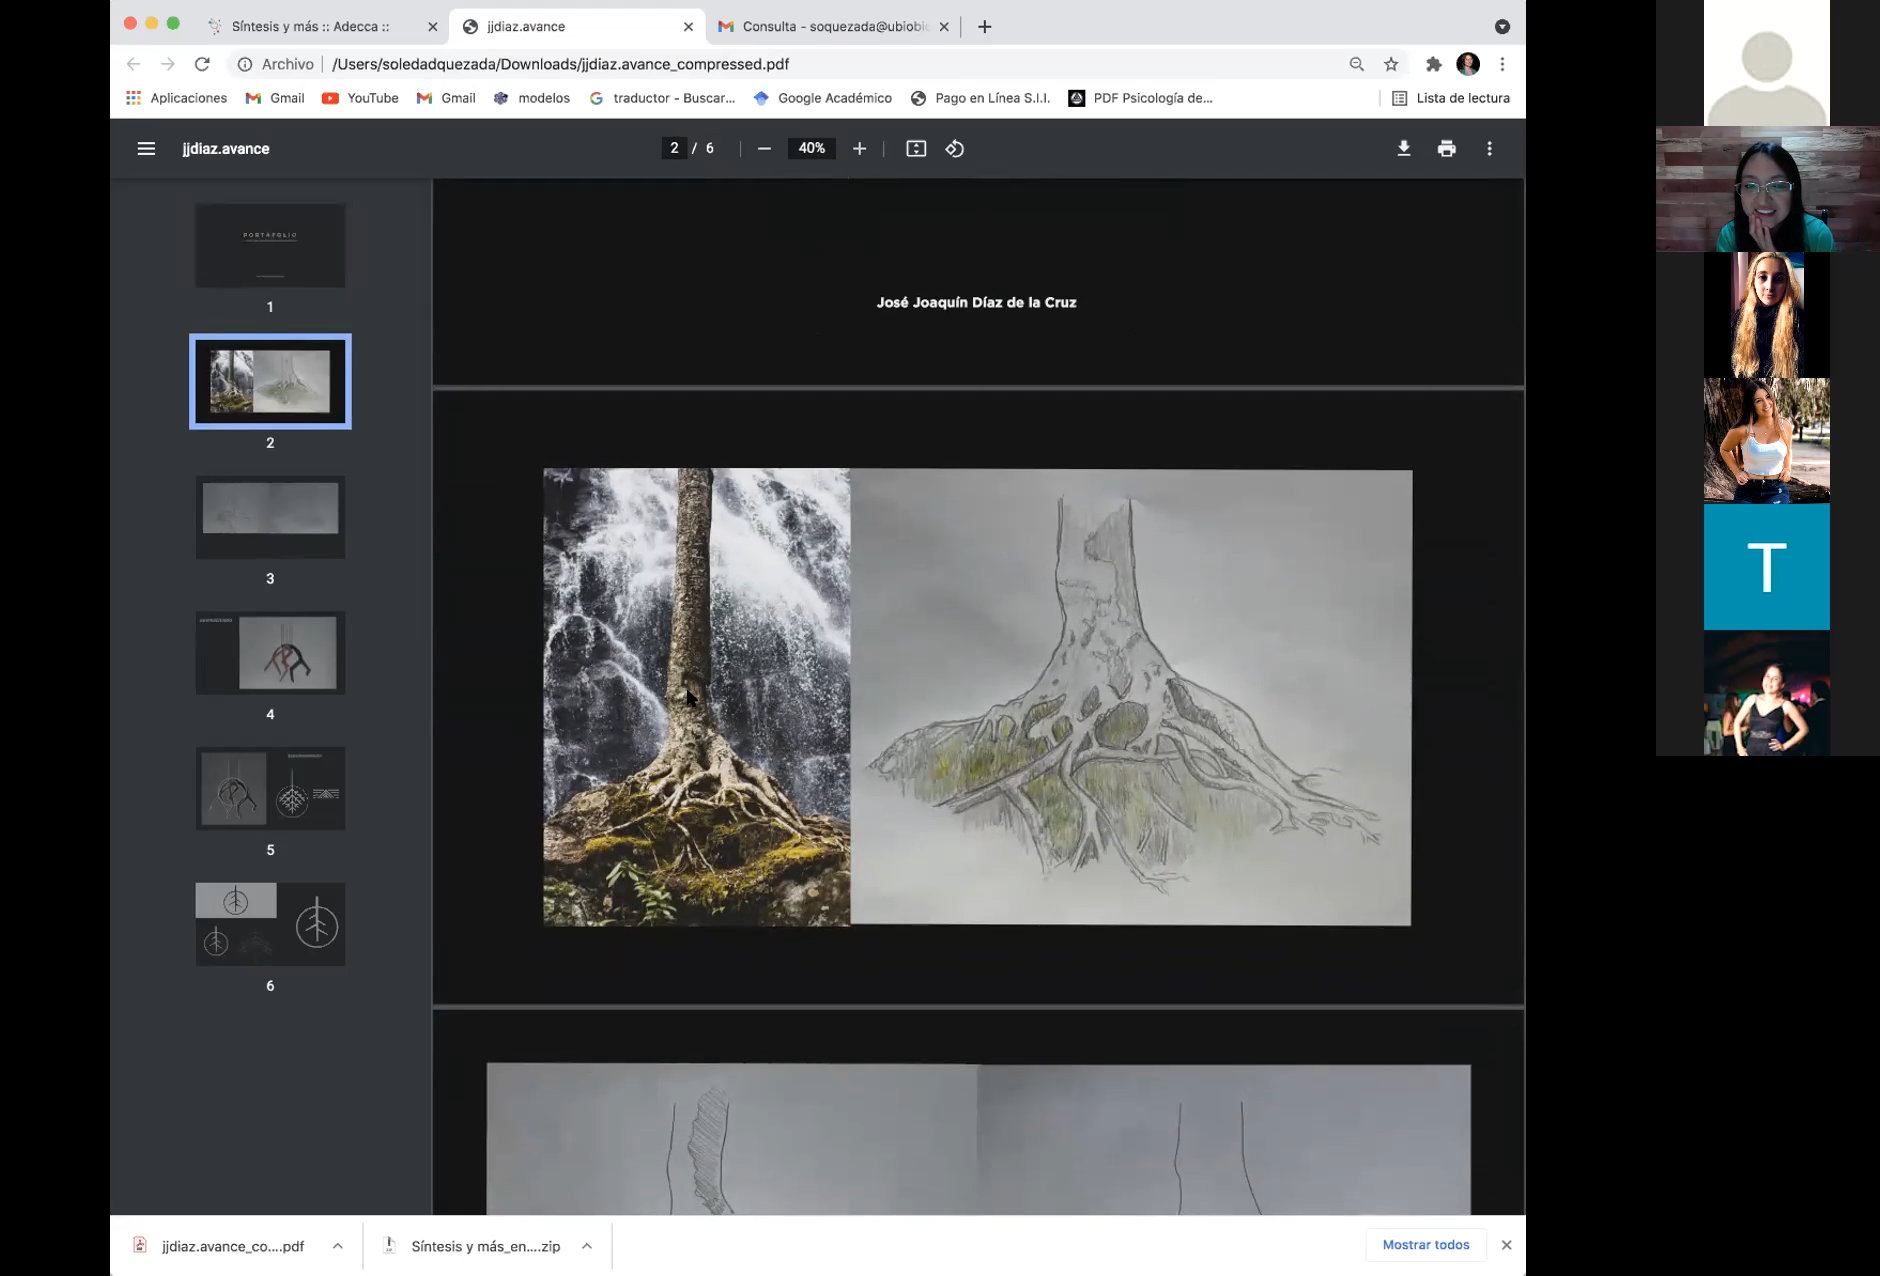 Síntesis y más :: Adecca ::
jjdiaz.avance
Consulta - soquezada@ubiobi
Archivo | /Users/soledadquezada/Downloads/jjdiaz.avance_compressed.pdf
Aplicaciones Gmail YouTube Gmail modelos traductor - Buscar... Google Académico Pago en Línea S.I.I. PDF Psicología de... Lista de lectura
jjdiaz.avance
2 / 6
40%
PORTAFOLIO
1
2
3
4
5
6
José Joaquín Díaz de la Cruz
T
jjdiaz.avance_co....pdf
Síntesis y más_en....zip
Mostrar todos